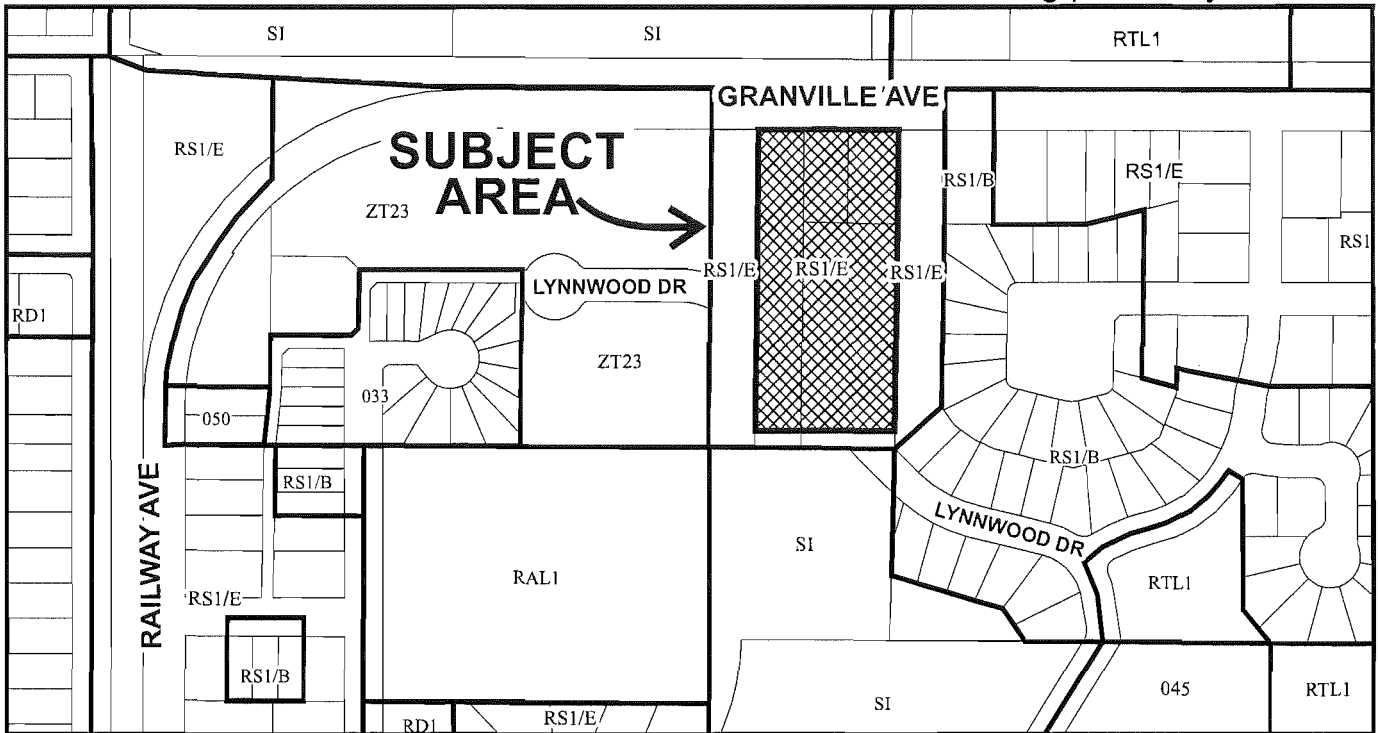 SI
SI
RTL1
GRANVILLE AVE
RS1/E
SUBJECT
AREA
ZT23
RS1/B
RS1/E
RS1
RS1/E
RS1/E
RS1/E
LYNNWOOD DR
RD1
ZT23
033
050
RS1/B
RS1/B
LYNNWOOD DR
RAILWAY AVE
SI
RAL1
RTL1
RS1/E
RS1/B
045
RTL1
SI
RD1
RS1/E